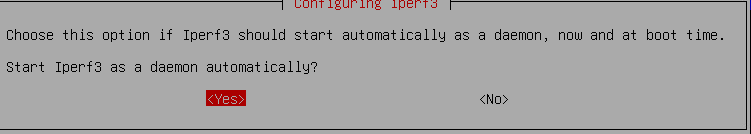 Configuring iperf3
Choose this option if Iperf3 should start automatically as a daemon, now and at boot time.
Start Iperf3 as a daemon automatically?
<Yes> <No>